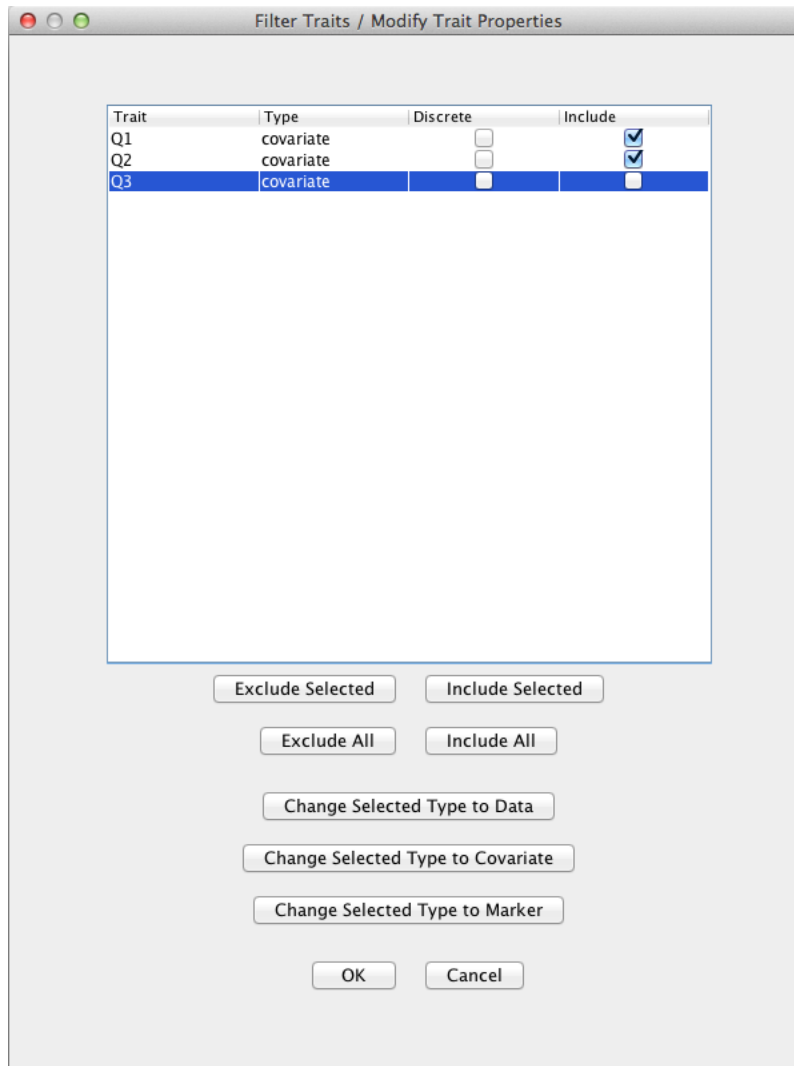 Filter Traits / Modify Trait Properties
Trait Type Discrete Include
Q1 covariate
Q2 covariate
Q3 covariate
Exclude Selected Include Selected
Exclude All Include All
Change Selected Type to Data
Change Selected Type to Covariate
Change Selected Type to Marker
OK Cancel